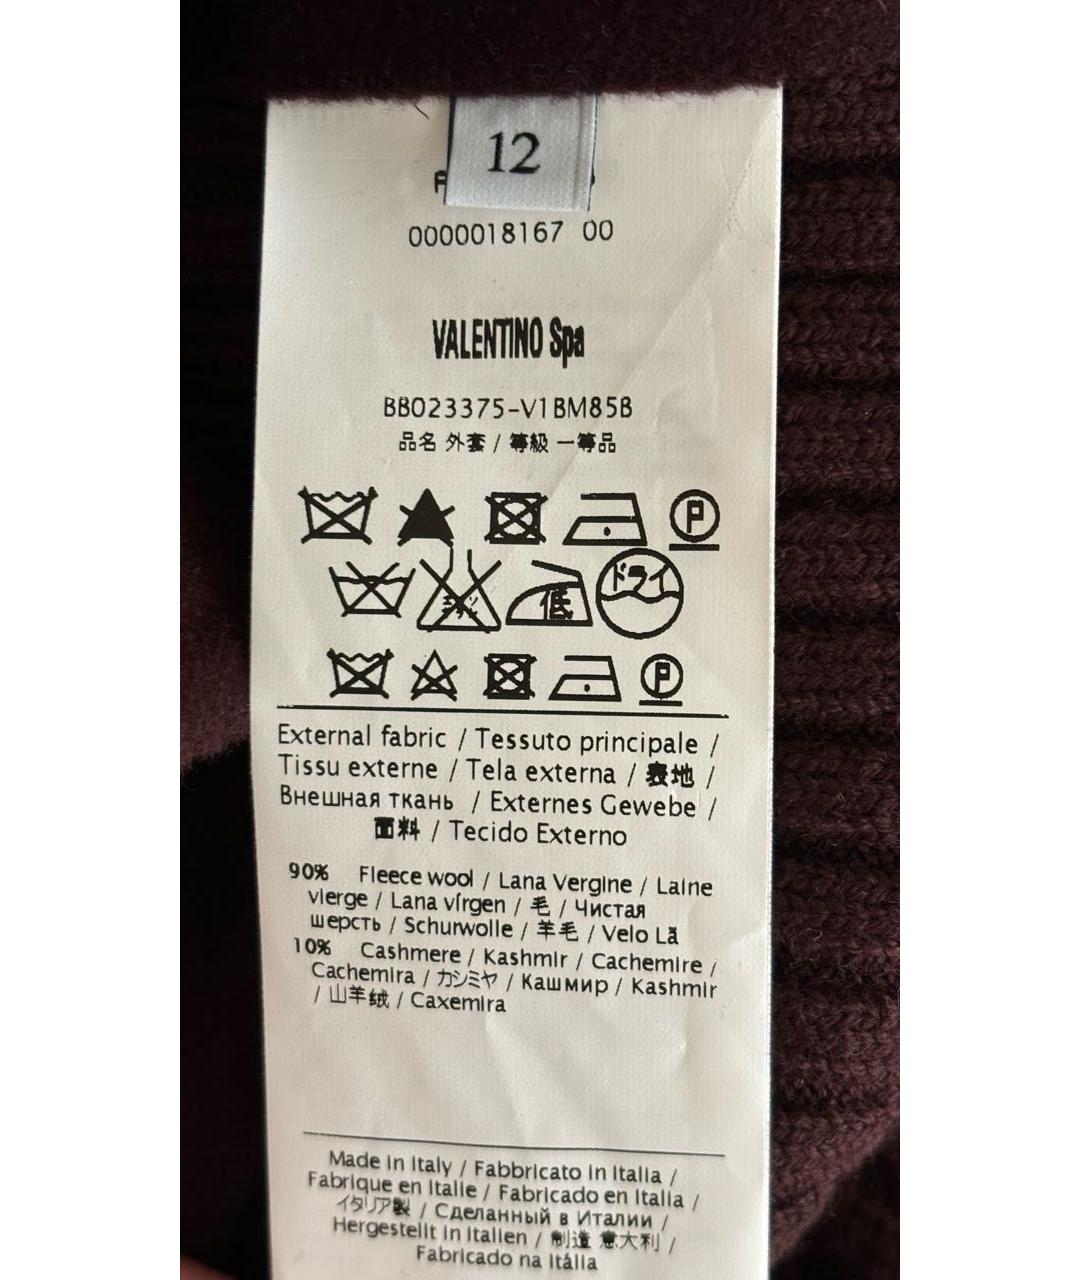 12
0000018167 00
VALENTINO Spa
BB023375-V1BM85B
品名 外套 / 等級 一等品
P
ドライ
低
P
External fabric / Tessuto principale /
Tissu externe / Tela externa / 表地 /
Внешная ткань / Externes Gewebe /
面料 / Tecido Externo
90% Fleece wool / Lana Vergine / Laine
vierge / Lana vírgen / 毛 / Чистая
шерсть / Schurwolle / 羊毛 / Velo Lã
10% Cashmere / Kashmir / Cachemire /
Cachemira / カシミヤ / Кашмир / Kashmir
/ 山羊绒 / Caxemira
Made in Italy / Fabbricato in Italia /
Fabrique en Italie / Fabricado en Italia /
イタリア製 / Сделанный в Италии /
Hergestellt in Italien / 制造 意大利 /
Fabricado na Itália